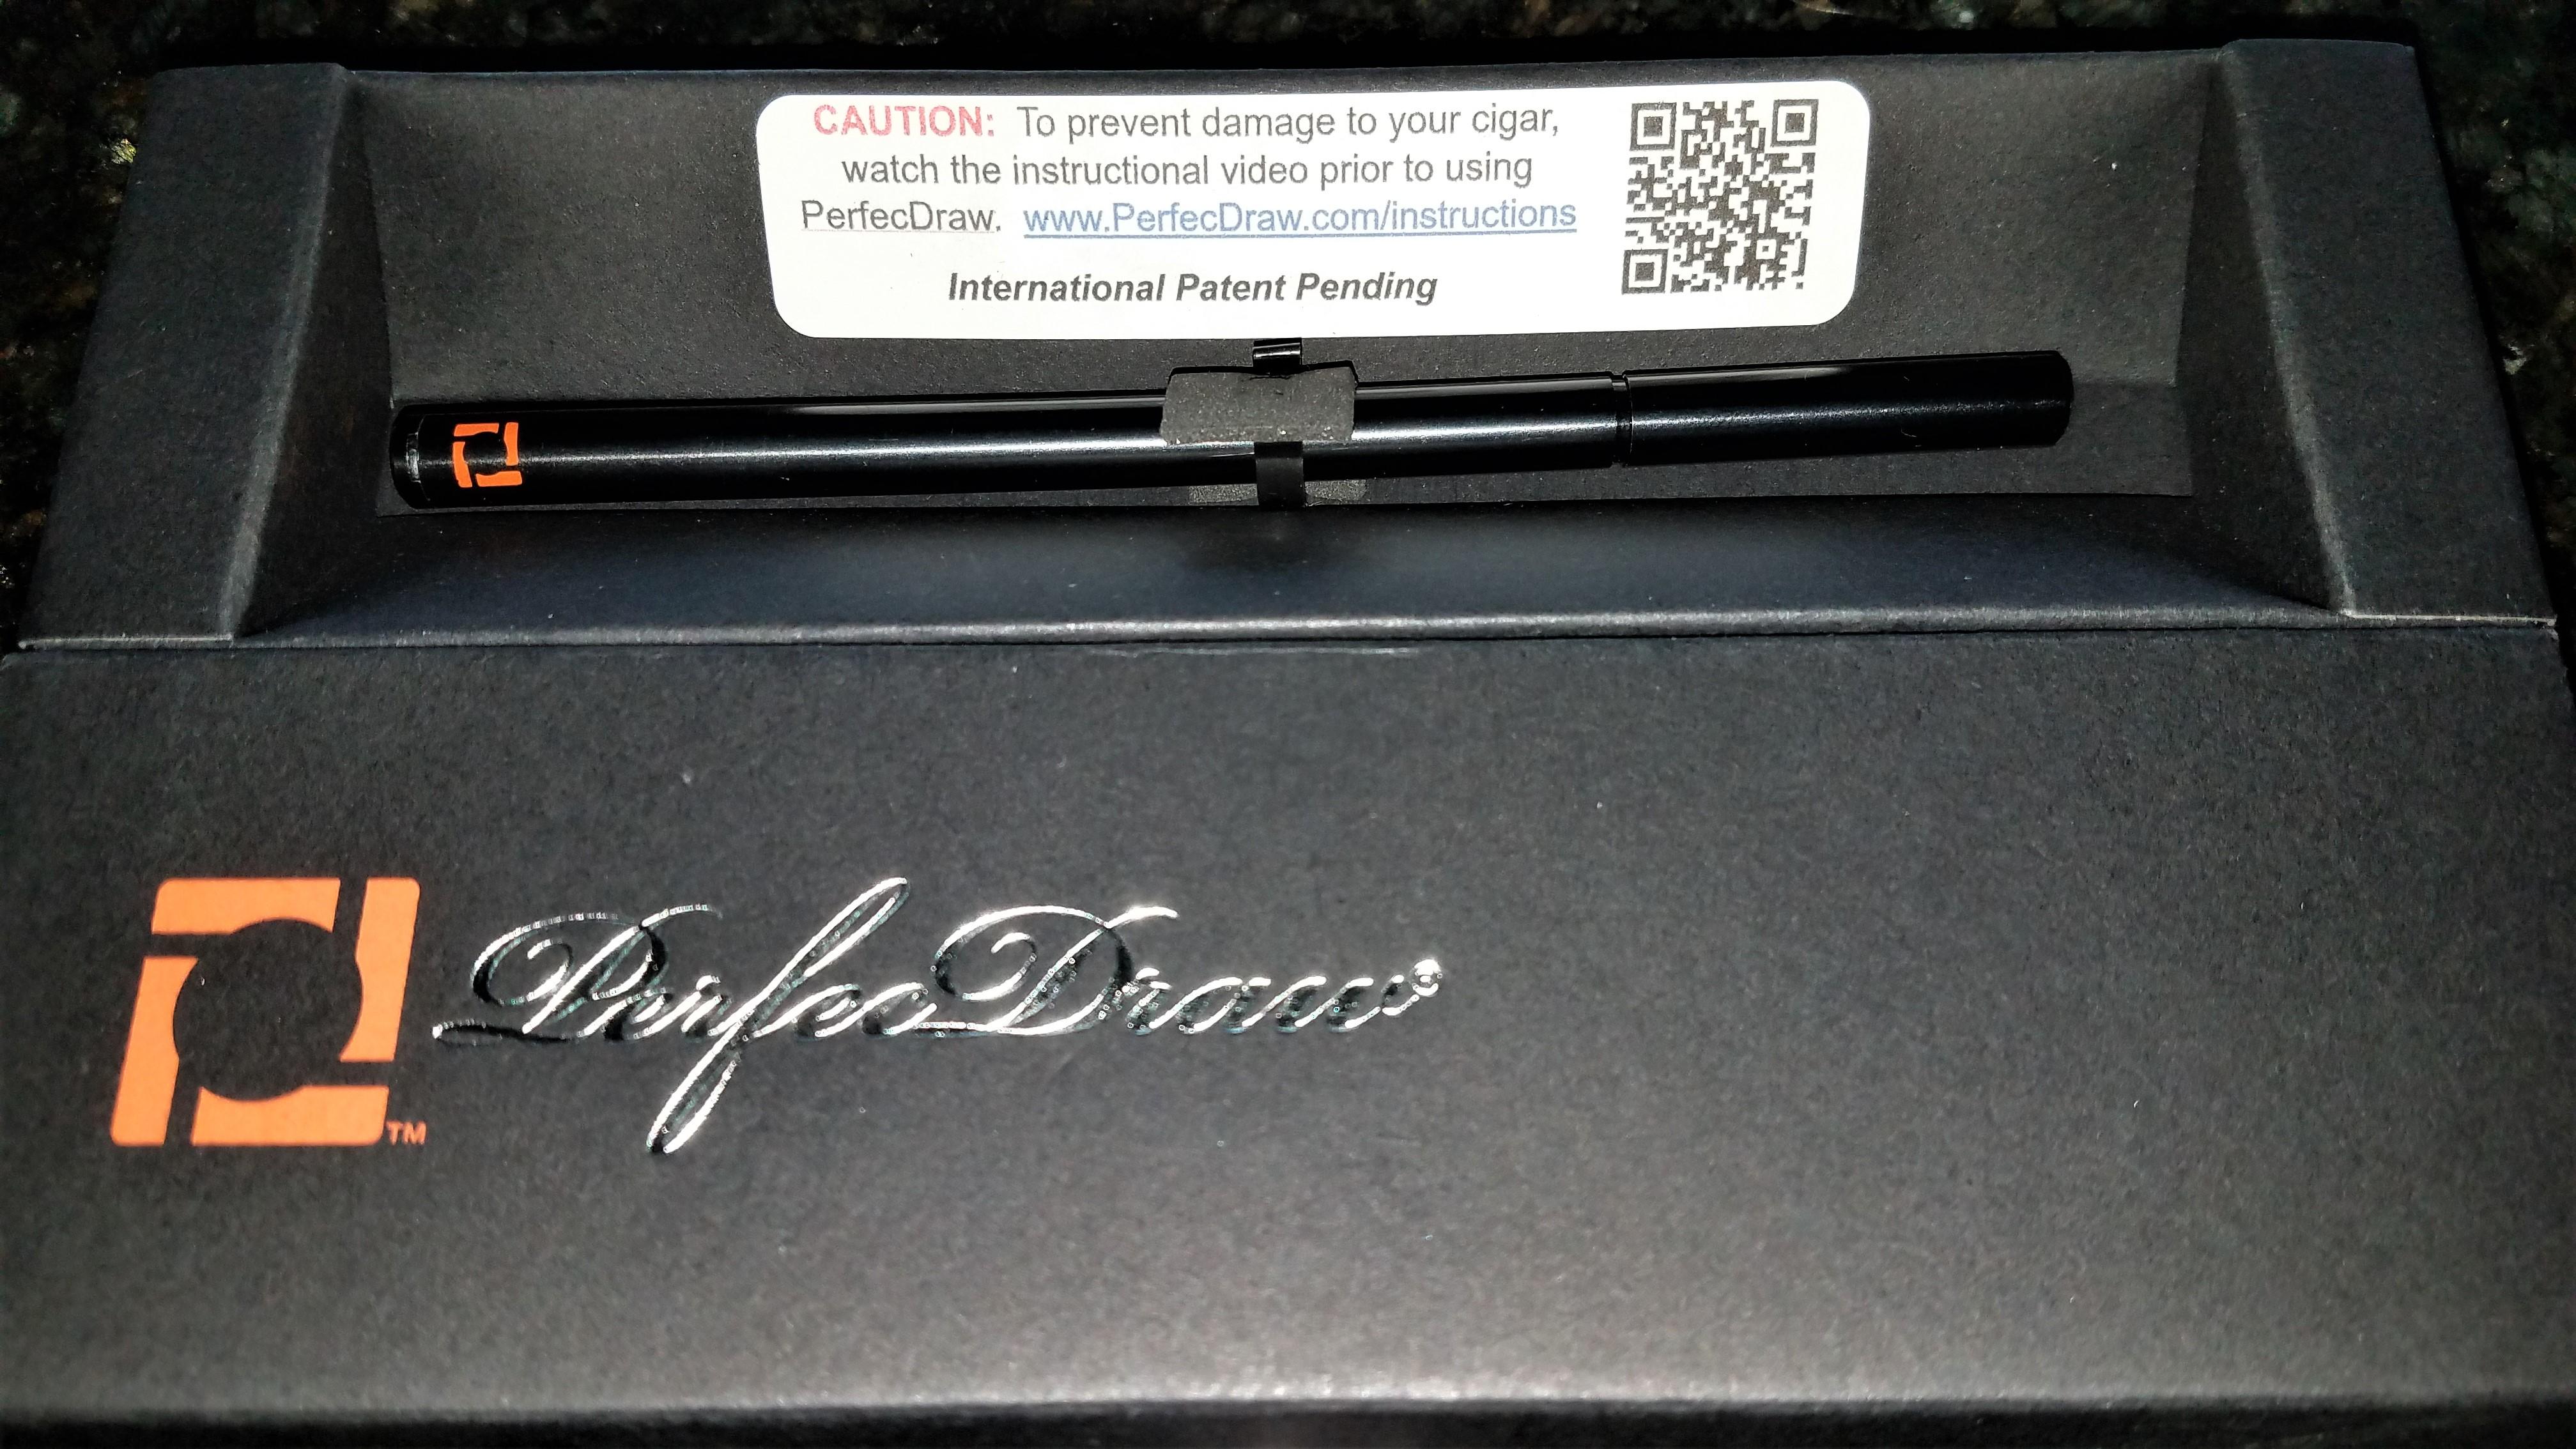 CAUTION: To prevent damage to your cigar,
watch the instructional video prior to using
PerfecDraw. www.PerfecDraw.com/instructions
International Patent Pending
PerfecDraw
TM